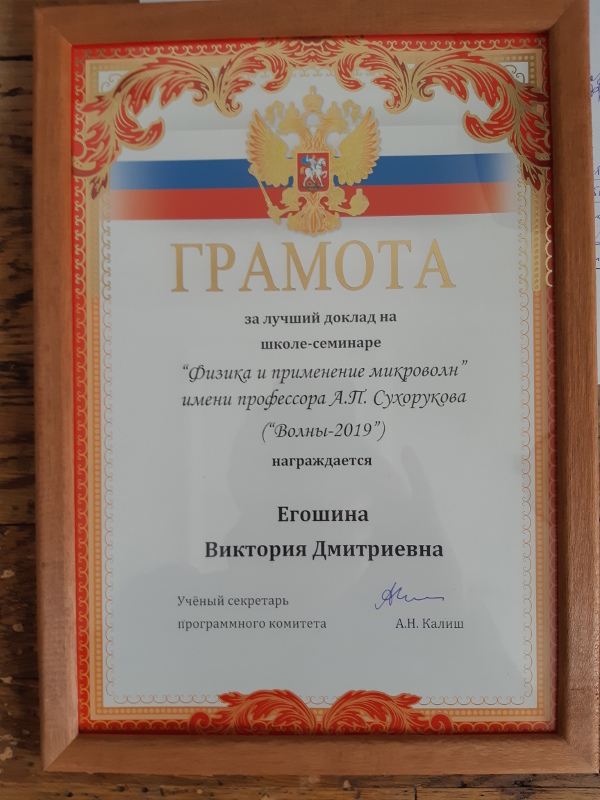 ГРАМОТА
за лучший доклад на
школе-семинаре
“Физика и применение микроволн”
имени профессора А.П. Сухорукова
(“Волны-2019”)
награждается
Егошина
Виктория Дмитриевна
Учёный секретарь
программного комитета А.Н. Калиш